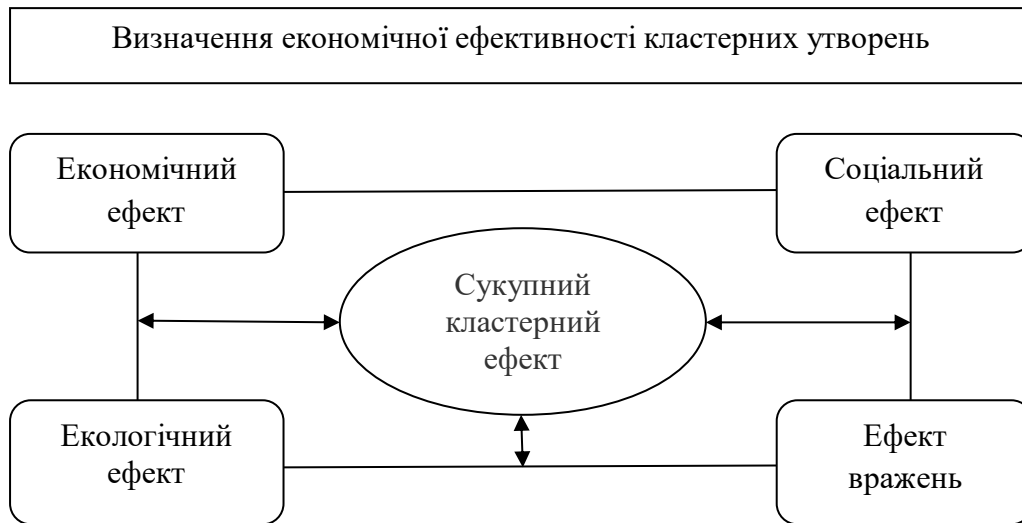 Визначення економічної ефективності кластерних утворень
Економічний
ефект
Соціальний
ефект
Сукупний
кластерний
ефект
Екологічний
ефект
Ефект
вражень